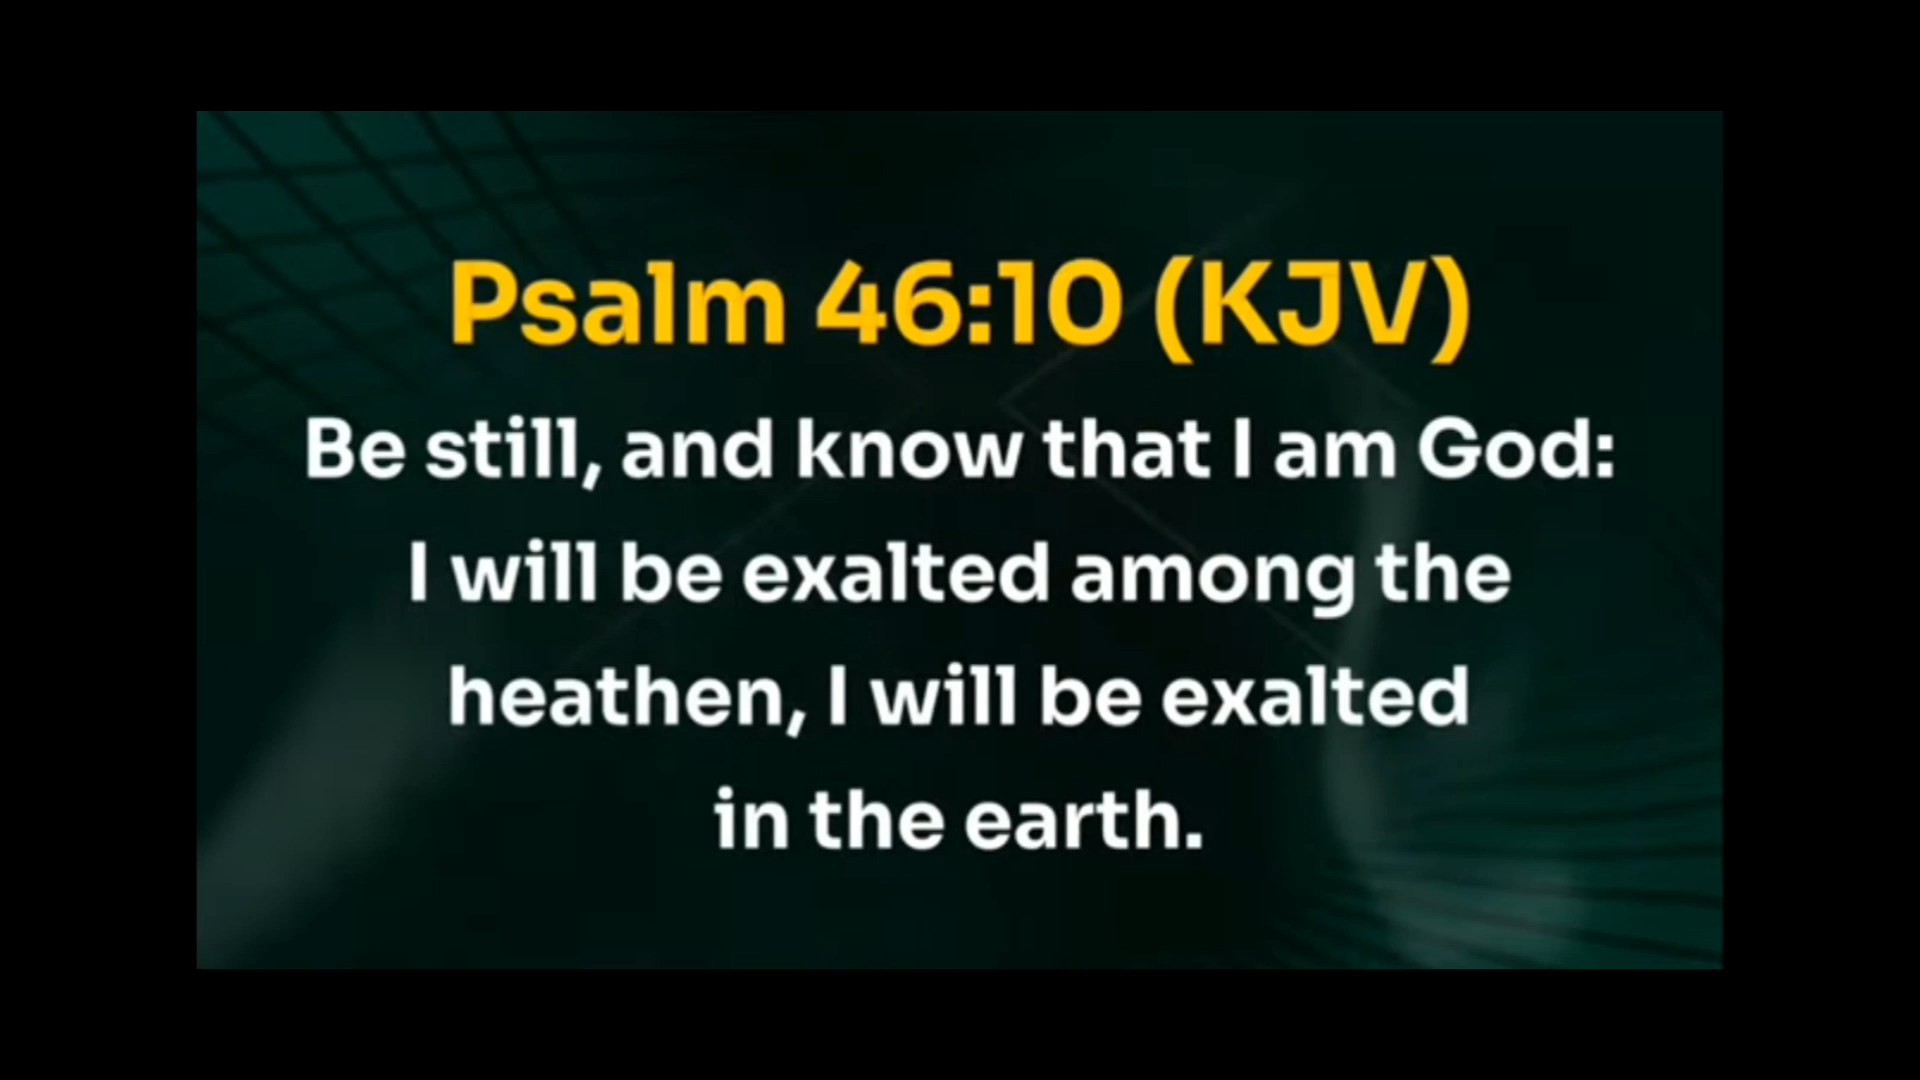 Psalm 46:10 (KJV)
Be still, and know that I am God:
I will be exalted among the
heathen, I will be exalted
in the earth.